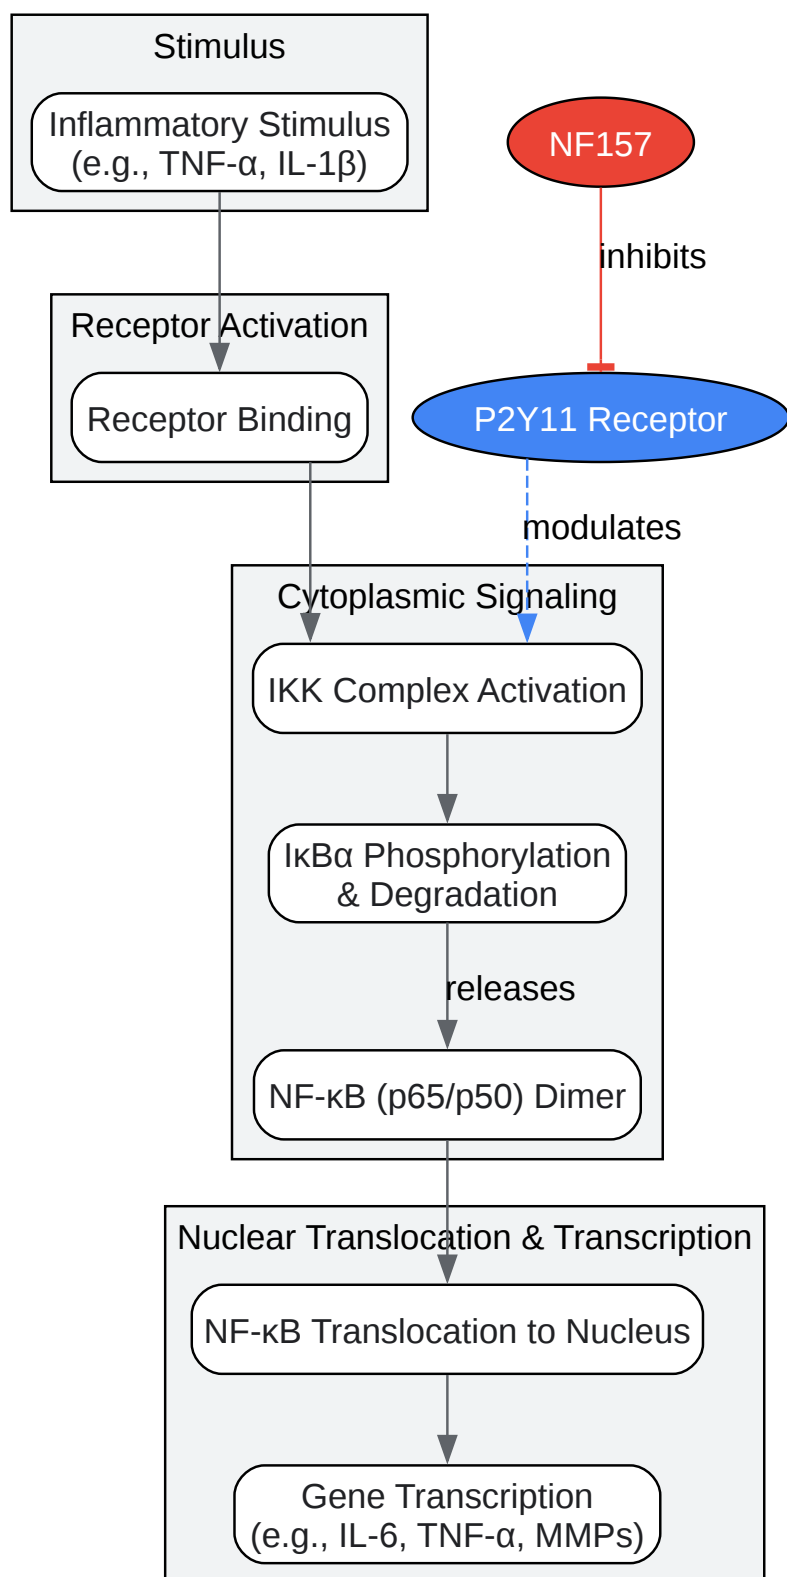 Stimulus
Inflammatory Stimulus
(e.g., TNF-α, IL-1β)
NF157
inhibits
Receptor Activation
Receptor Binding
P2Y11 Receptor
modulates
Cytoplasmic Signaling
IKK Complex Activation
IκBα Phosphorylation
& Degradation
releases
NF-κB (p65/p50) Dimer
Nuclear Translocation & Transcription
NF-κB Translocation to Nucleus
Gene Transcription
(e.g., IL-6, TNF-α, MMPs)